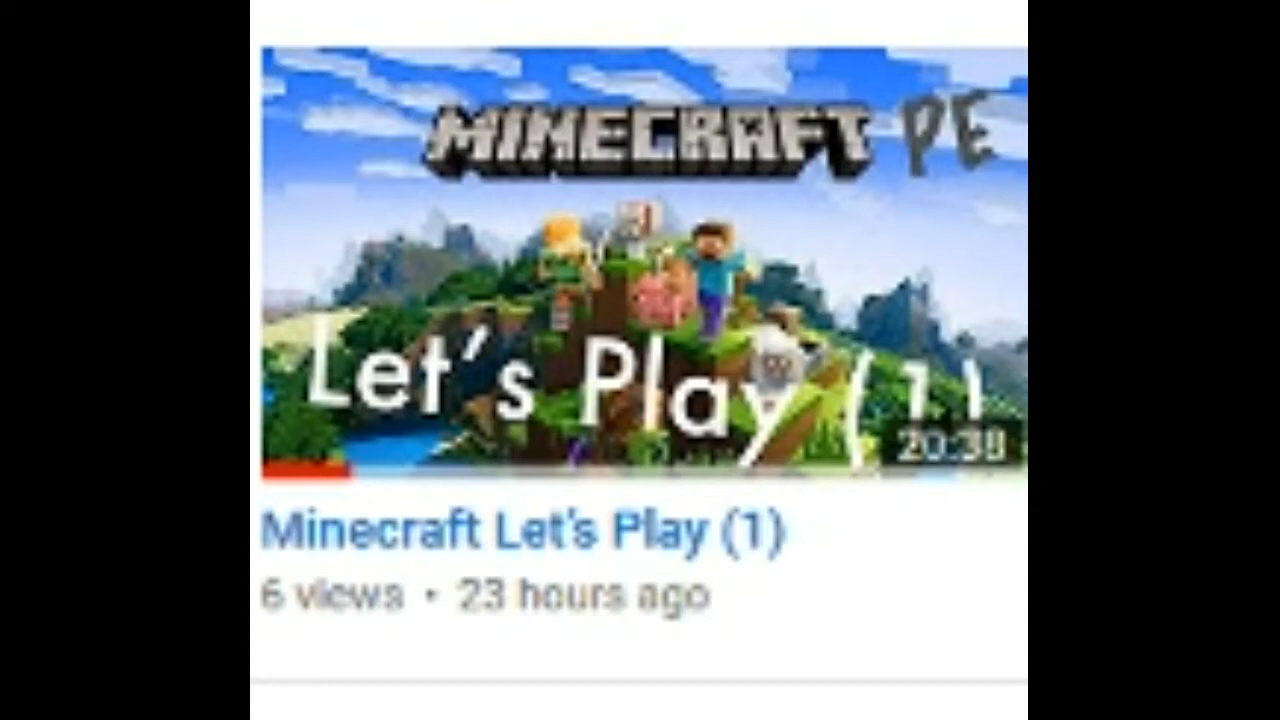 MINECRAFT PE
Let's Play (1)
20:38
Minecraft Let's Play (1)
6 views • 23 hours ago